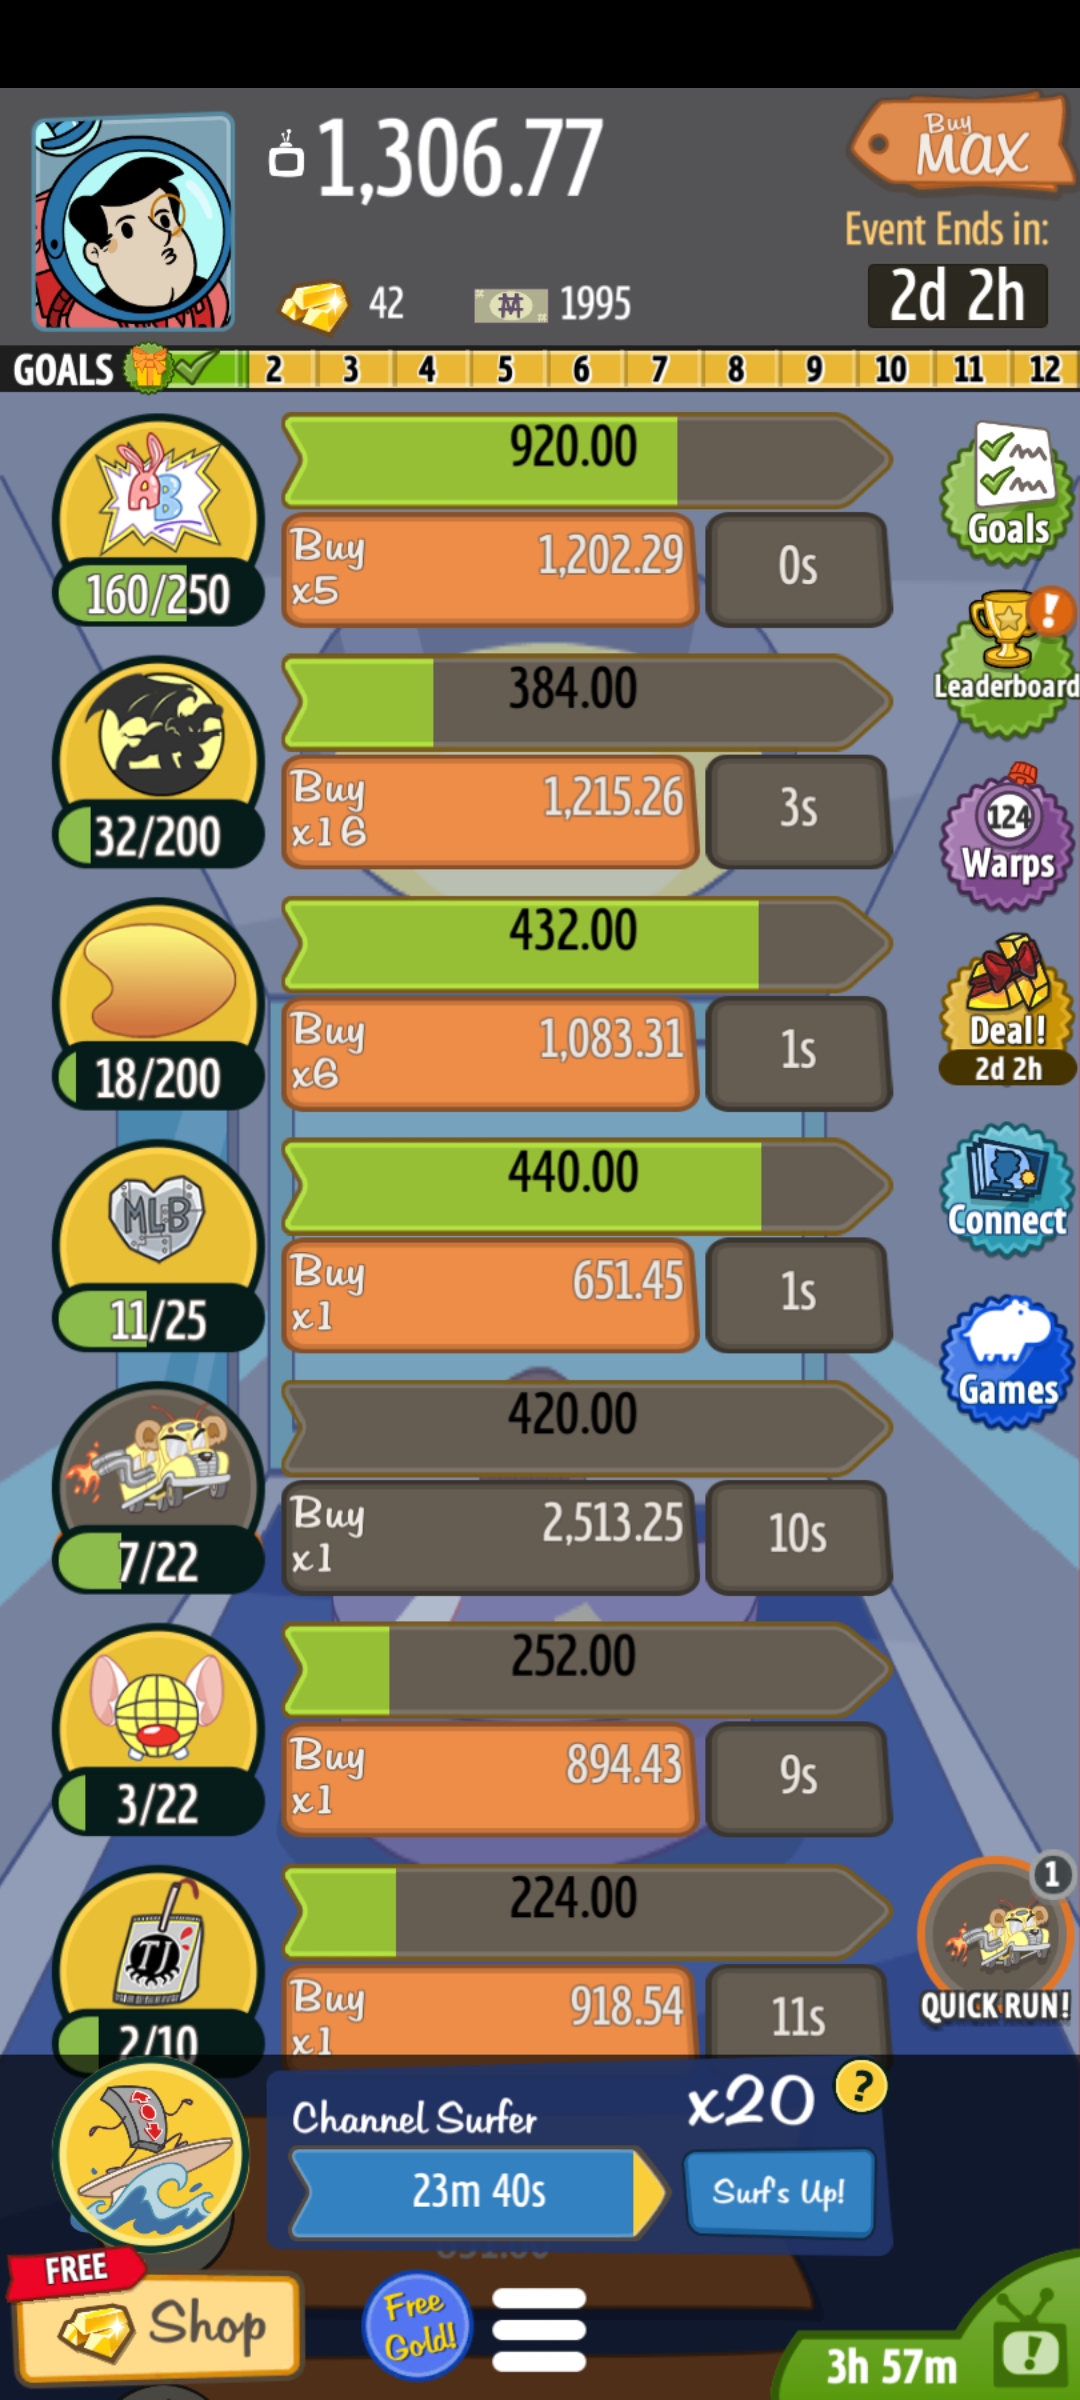 1,306.77
Buy
MAX
Event Ends in:
2d 2h
42
1995
GOALS 2 3 4 5 6 7 8 9 10 11 12
AB
160/250
920.00
Buy
x5
1,202.29
0s
Goals
32/200
384.00
Buy
x16
1,215.26
3s
Leaderboard
124
Warps
18/200
432.00
Buy
x6
1,083.31
1s
Deal!
2d 2h
MLB
11/25
440.00
Buy
x1
651.45
1s
Connect
Games
7/22
420.00
Buy
x1
2,513.25
10s
3/22
252.00
Buy
x1
894.43
9s
TJ
2/10
224.00
Buy
x1
918.54
11s
1
QUICK RUN!
Channel Surfer
x20
?
23m 40s
Surf's Up!
FREE
Shop
Free
Gold!
3h 57m